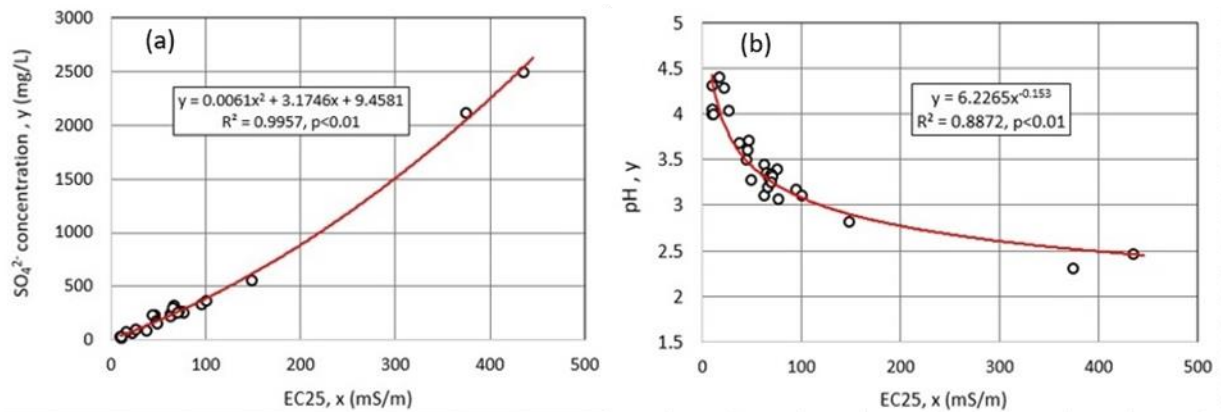 (a)
SO₄²⁻ concentration , y (mg/L)
3000
2500
2000
1500
1000
500
0
y = 0.0061x² + 3.1746x + 9.4581
R² = 0.9957, p<0.01
0 100 200 300 400 500
EC25, x (mS/m)
(b)
pH , y
5
4.5
4
3.5
3
2.5
2
1.5
y = 6.2265x⁻⁰·¹⁵³
R² = 0.8872, p<0.01
0 100 200 300 400 500
EC25, x (mS/m)